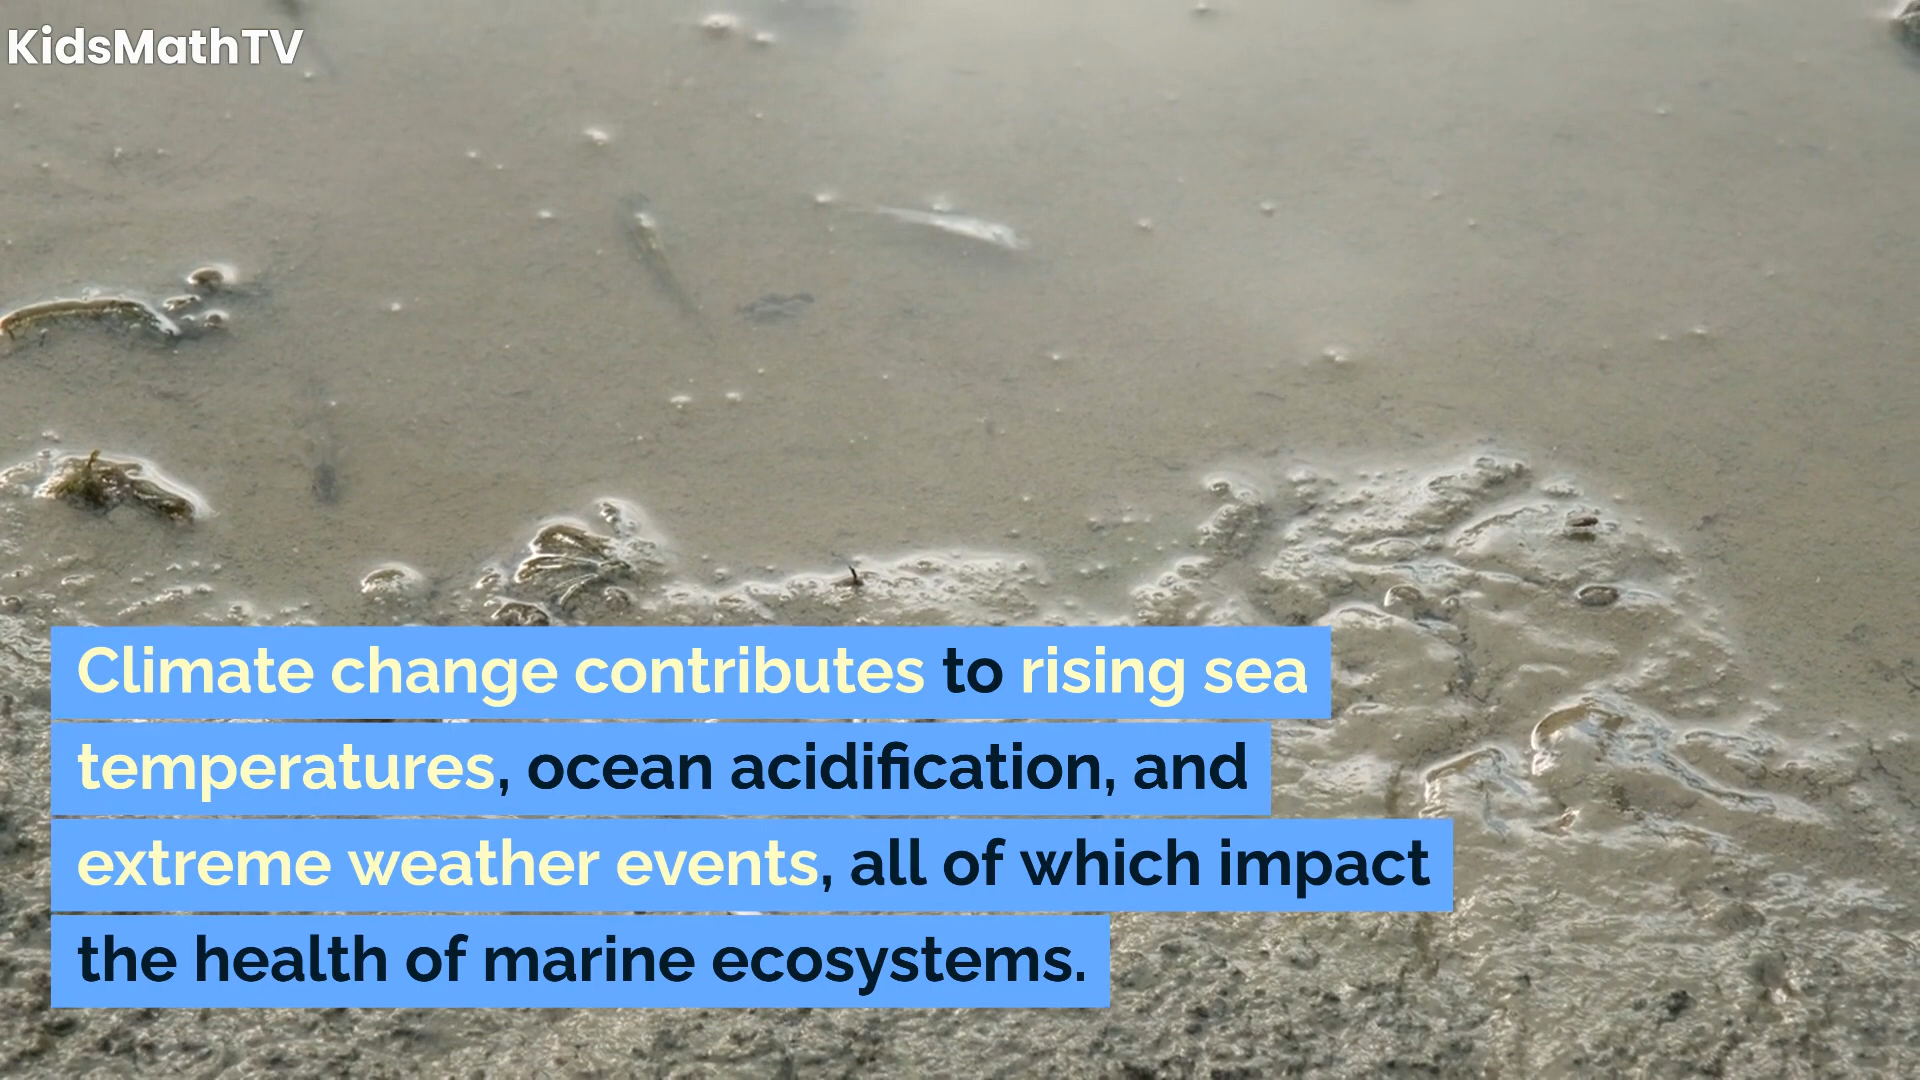 KidsMathTV
Climate change contributes to rising sea
temperatures, ocean acidification, and
extreme weather events, all of which impact
the health of marine ecosystems.